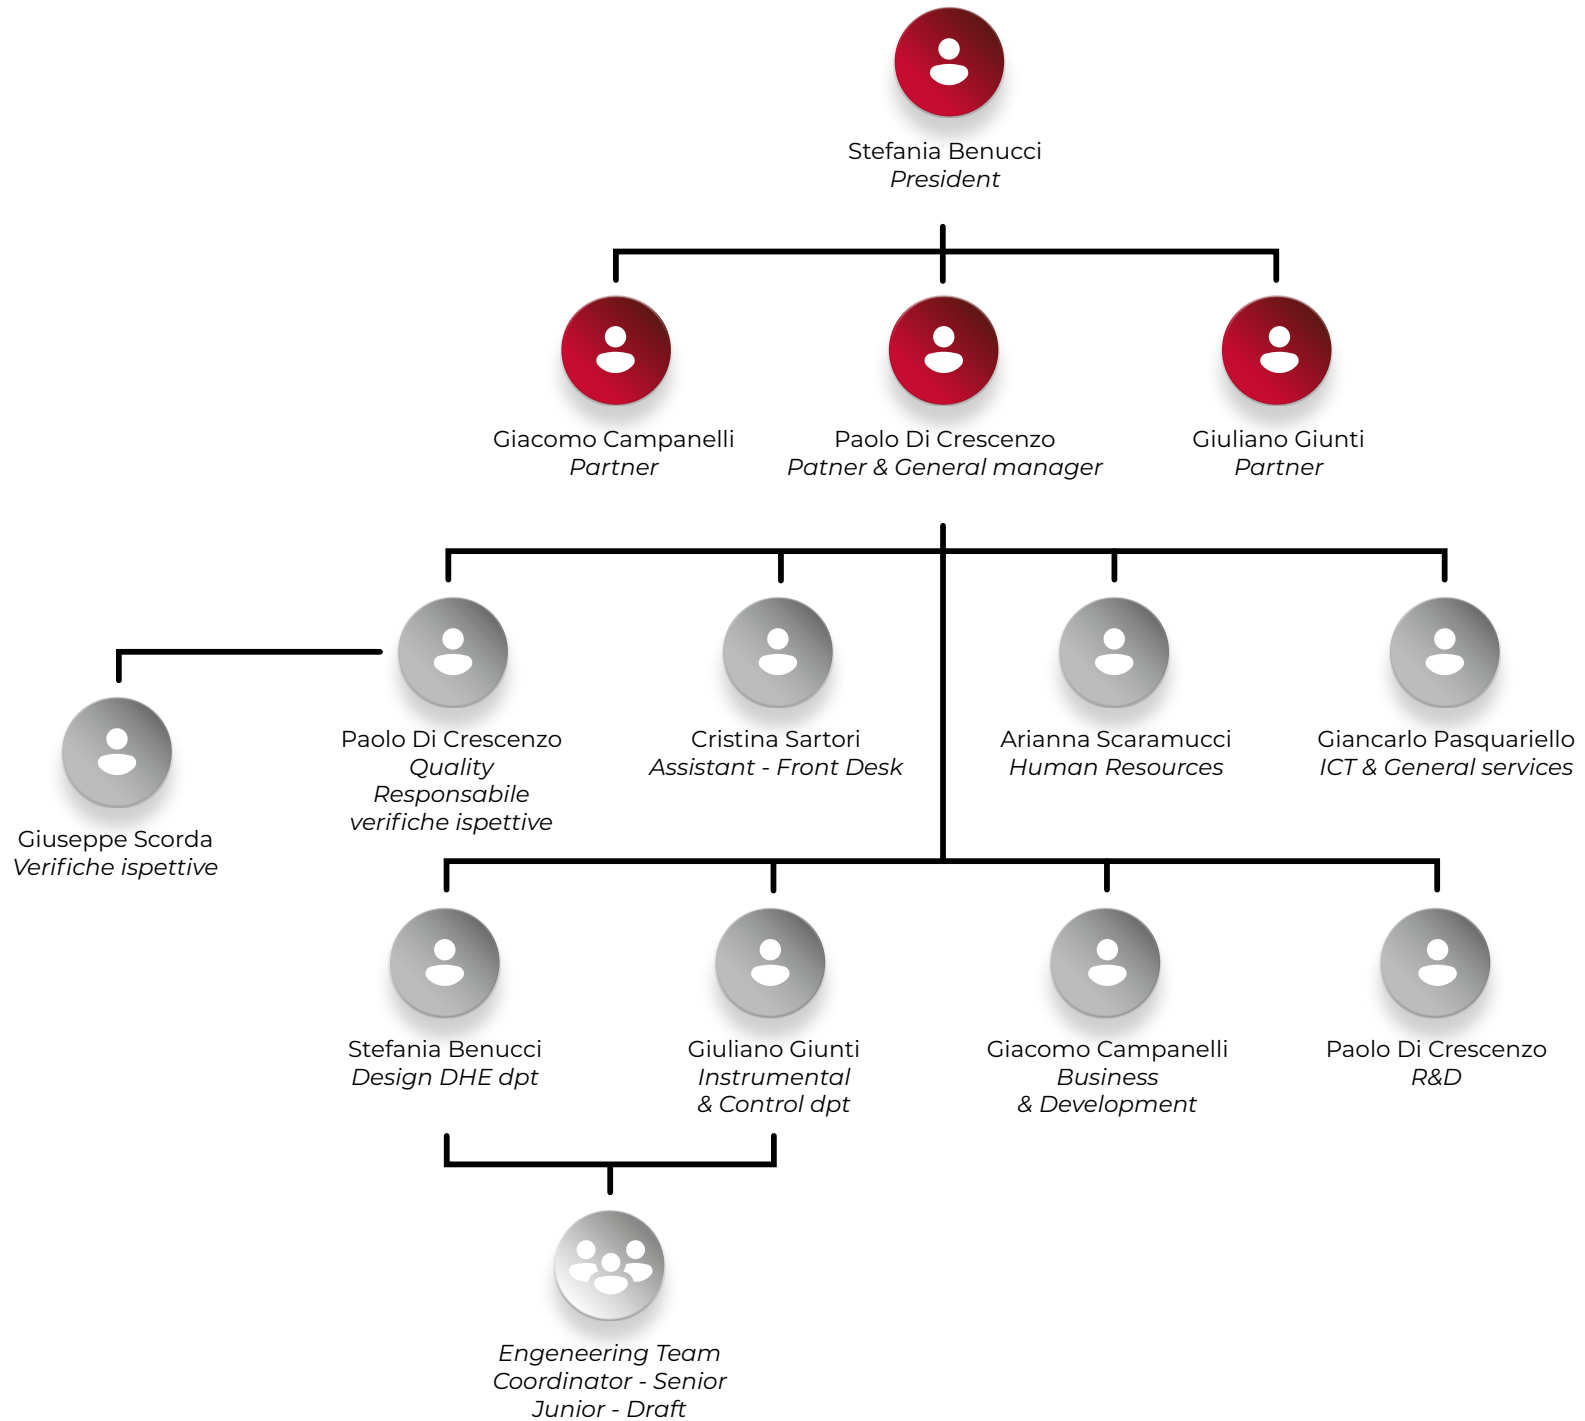 Stefania Benucci
President
Giacomo Campanelli
Partner
Paolo Di Crescenzo
Patner & General manager
Giuliano Giunti
Partner
Paolo Di Crescenzo
Quality
Responsabile
verifiche ispettive
Cristina Sartori
Assistant - Front Desk
Arianna Scaramucci
Human Resources
Giancarlo Pasquariello
ICT & General services
Giuseppe Scorda
Verifiche ispettive
Stefania Benucci
Design DHE dpt
Giuliano Giunti
Instrumental
& Control dpt
Giacomo Campanelli
Business
& Development
Paolo Di Crescenzo
R&D
Engeneering Team
Coordinator - Senior
Junior - Draft